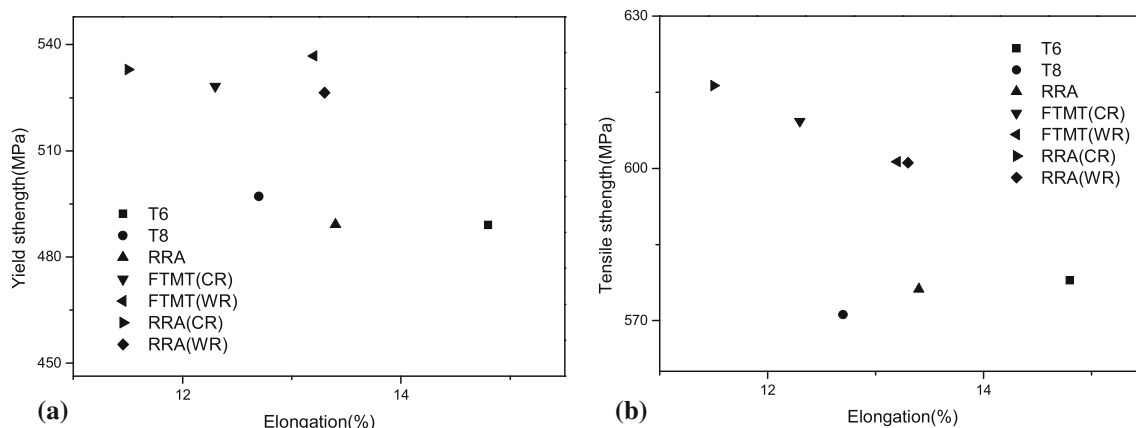 540
510
480
450
Yield sthength(MPa)
T6
T8
RRA
FTMT(CR)
FTMT(WR)
RRA(CR)
RRA(WR)
12
14
Elongation(%)
(a)
630
600
570
Tensile strength(MPa)
T6
T8
RRA
FTMT(CR)
FTMT(WR)
RRA(CR)
RRA(WR)
12
14
Elongation(%)
(b)